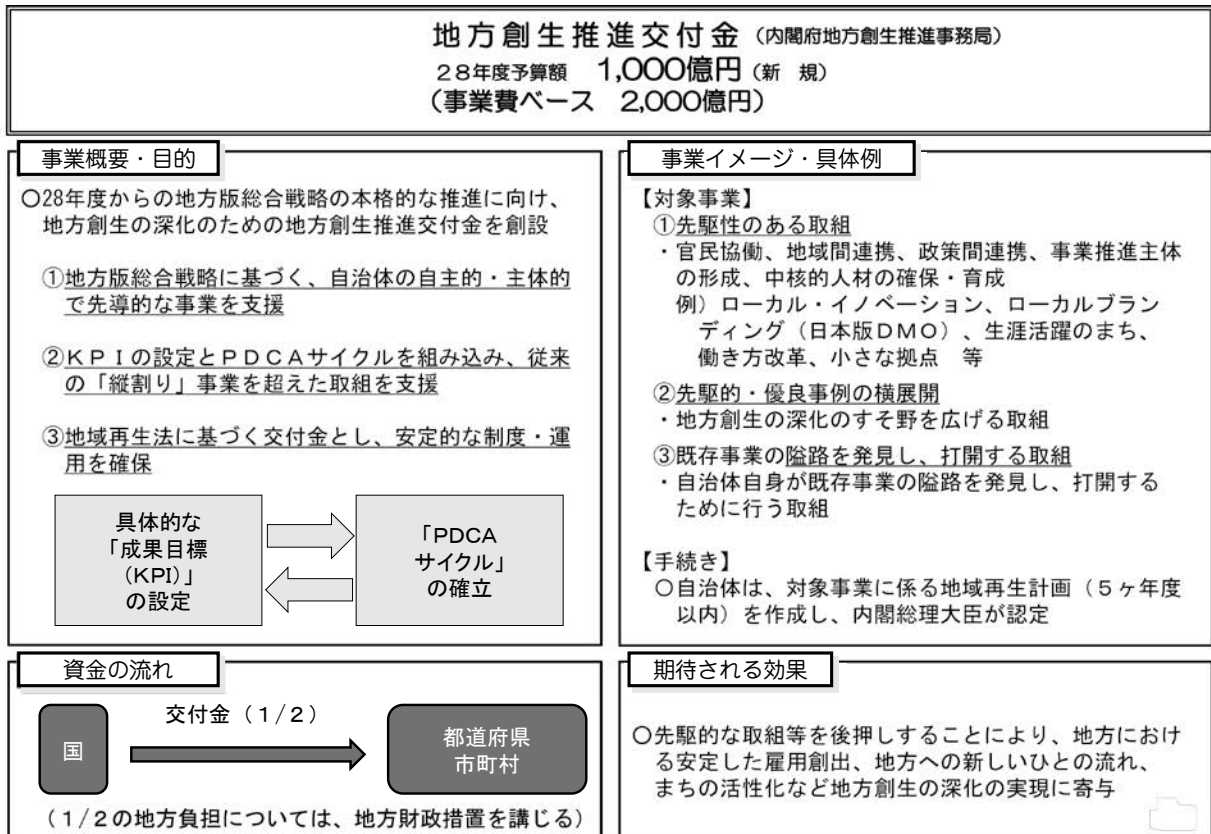 地方創生推進交付金（内閣府地方創生推進事務局）
２８年度予算額　1,000億円（新　規）
（事業費ベース　2,000億円）
事業概要・目的
〇28年度からの地方版総合戦略の本格的な推進に向け、
地方創生の深化のための地方創生推進交付金を創設
①地方版総合戦略に基づく、自治体の自主的・主体的
で先導的な事業を支援
②ＫＰＩの設定とＰＤＣＡサイクルを組み込み、従来
の「縦割り」事業を超えた取組を支援
③地域再生法に基づく交付金とし、安定的な制度・運
用を確保
具体的な
「成果目標
（KPI）」
の設定
「PDCA
サイクル」
の確立
事業イメージ・具体例
【対象事業】
①先駆性のある取組
・官民協働、地域間連携、政策間連携、事業推進主体
の形成、中核的人材の確保・育成
例）ローカル・イノベーション、ローカルブラン
ディング（日本版ＤＭＯ）、生涯活躍のまち、
働き方改革、小さな拠点　等
②先駆的・優良事例の横展開
・地方創生の深化のすそ野を広げる取組
③既存事業の隘路を発見し、打開する取組
・自治体自身が既存事業の隘路を発見し、打開する
ために行う取組
【手続き】
〇自治体は、対象事業に係る地域再生計画（５ヶ年度
以内）を作成し、内閣総理大臣が認定
資金の流れ
国
交付金（１/２）
都道府県
市町村
（１/２の地方負担については、地方財政措置を講じる）
期待される効果
〇先駆的な取組等を後押しすることにより、地方におけ
る安定した雇用創出、地方への新しいひとの流れ、
まちの活性化など地方創生の深化の実現に寄与